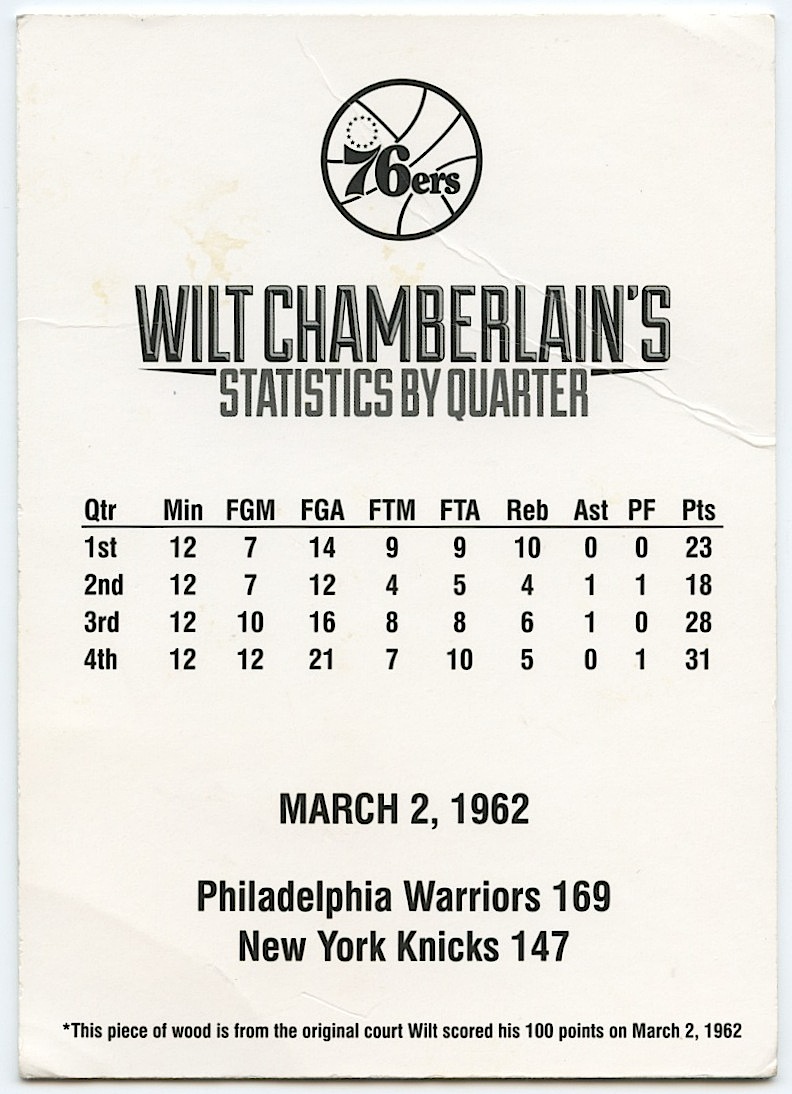 76ers
WILT CHAMBERLAIN'S
STATISTICS BY QUARTER
Qtr Min FGM FGA FTM FTA Reb Ast PF Pts
1st 12 7 14 9 9 10 0 0 23
2nd 12 7 12 4 5 4 1 1 18
3rd 12 10 16 8 8 6 1 0 28
4th 12 12 21 7 10 5 0 1 31
MARCH 2, 1962
Philadelphia Warriors 169
New York Knicks 147
*This piece of wood is from the original court Wilt scored his 100 points on March 2, 1962